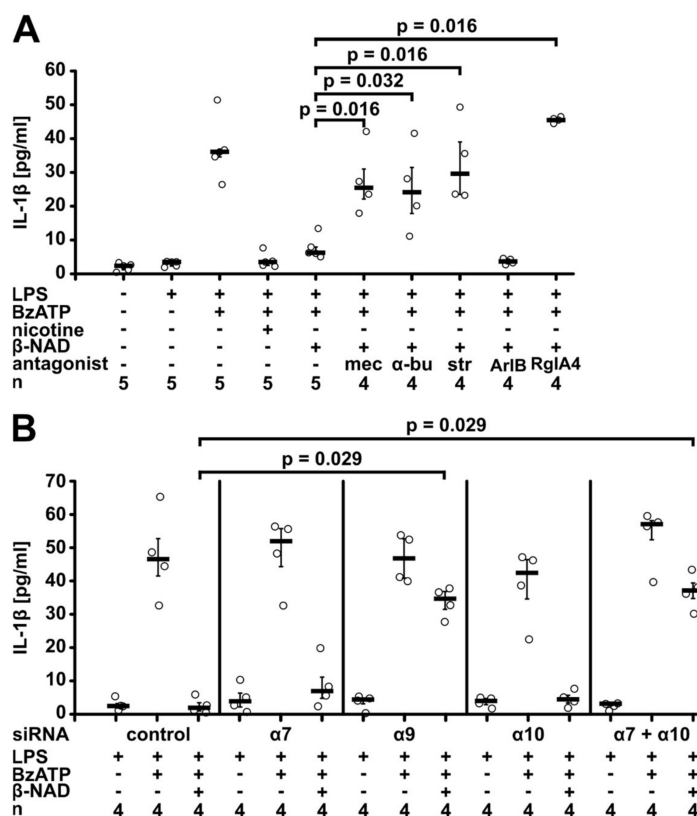 A
p = 0.016
p = 0.016
p = 0.032
p = 0.016
60
50
40
30
20
10
0
IL-1β [pg/ml]
LPS - + + + + + + + + +
BzATP - - + + + + + + + +
nicotine - - - + - - - - - -
β-NAD - - - - + + + + + +
antagonist - - - - - mec α-bu str ArIB RgIA4
n 5 5 5 5 5 4 4 4 4 4
B
p = 0.029
p = 0.029
70
60
50
40
30
20
10
0
IL-1β [pg/ml]
siRNA control α7 α9 α10 α7 + α10
LPS + + + + + + + + + + + + + + +
BzATP - + + - + + - + + - + + - + +
β-NAD - - + - - + - - + - - + - - +
n 4 4 4 4 4 4 4 4 4 4 4 4 4 4 4